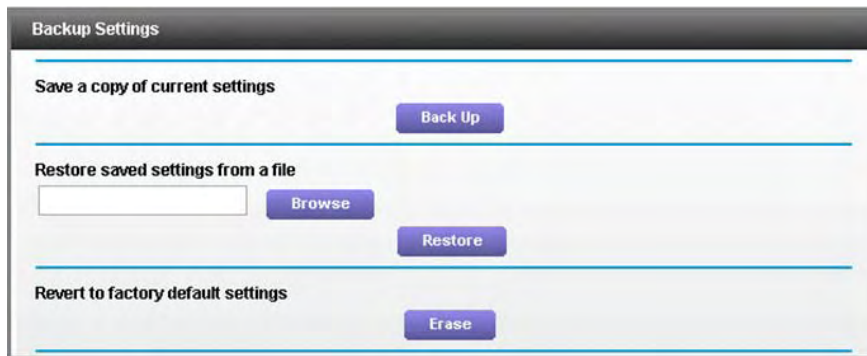 Backup Settings
Save a copy of current settings
Back Up
Restore saved settings from a file
Browse
Restore
Revert to factory default settings
Erase